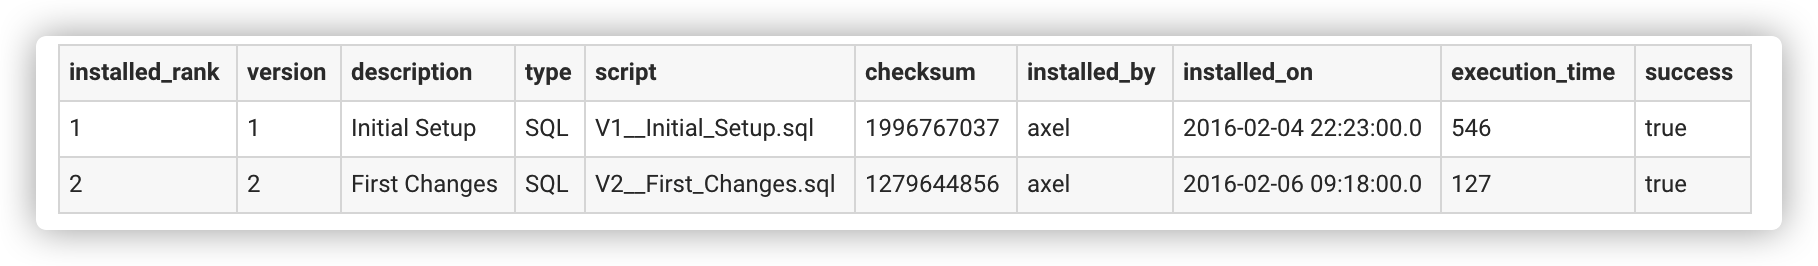 installed_rank version description type script checksum installed_by installed_on execution_time success
1 1 Initial Setup SQL V1__Initial_Setup.sql 1996767037 axel 2016-02-04 22:23:00.0 546 true
2 2 First Changes SQL V2__First_Changes.sql 1279644856 axel 2016-02-06 09:18:00.0 127 true